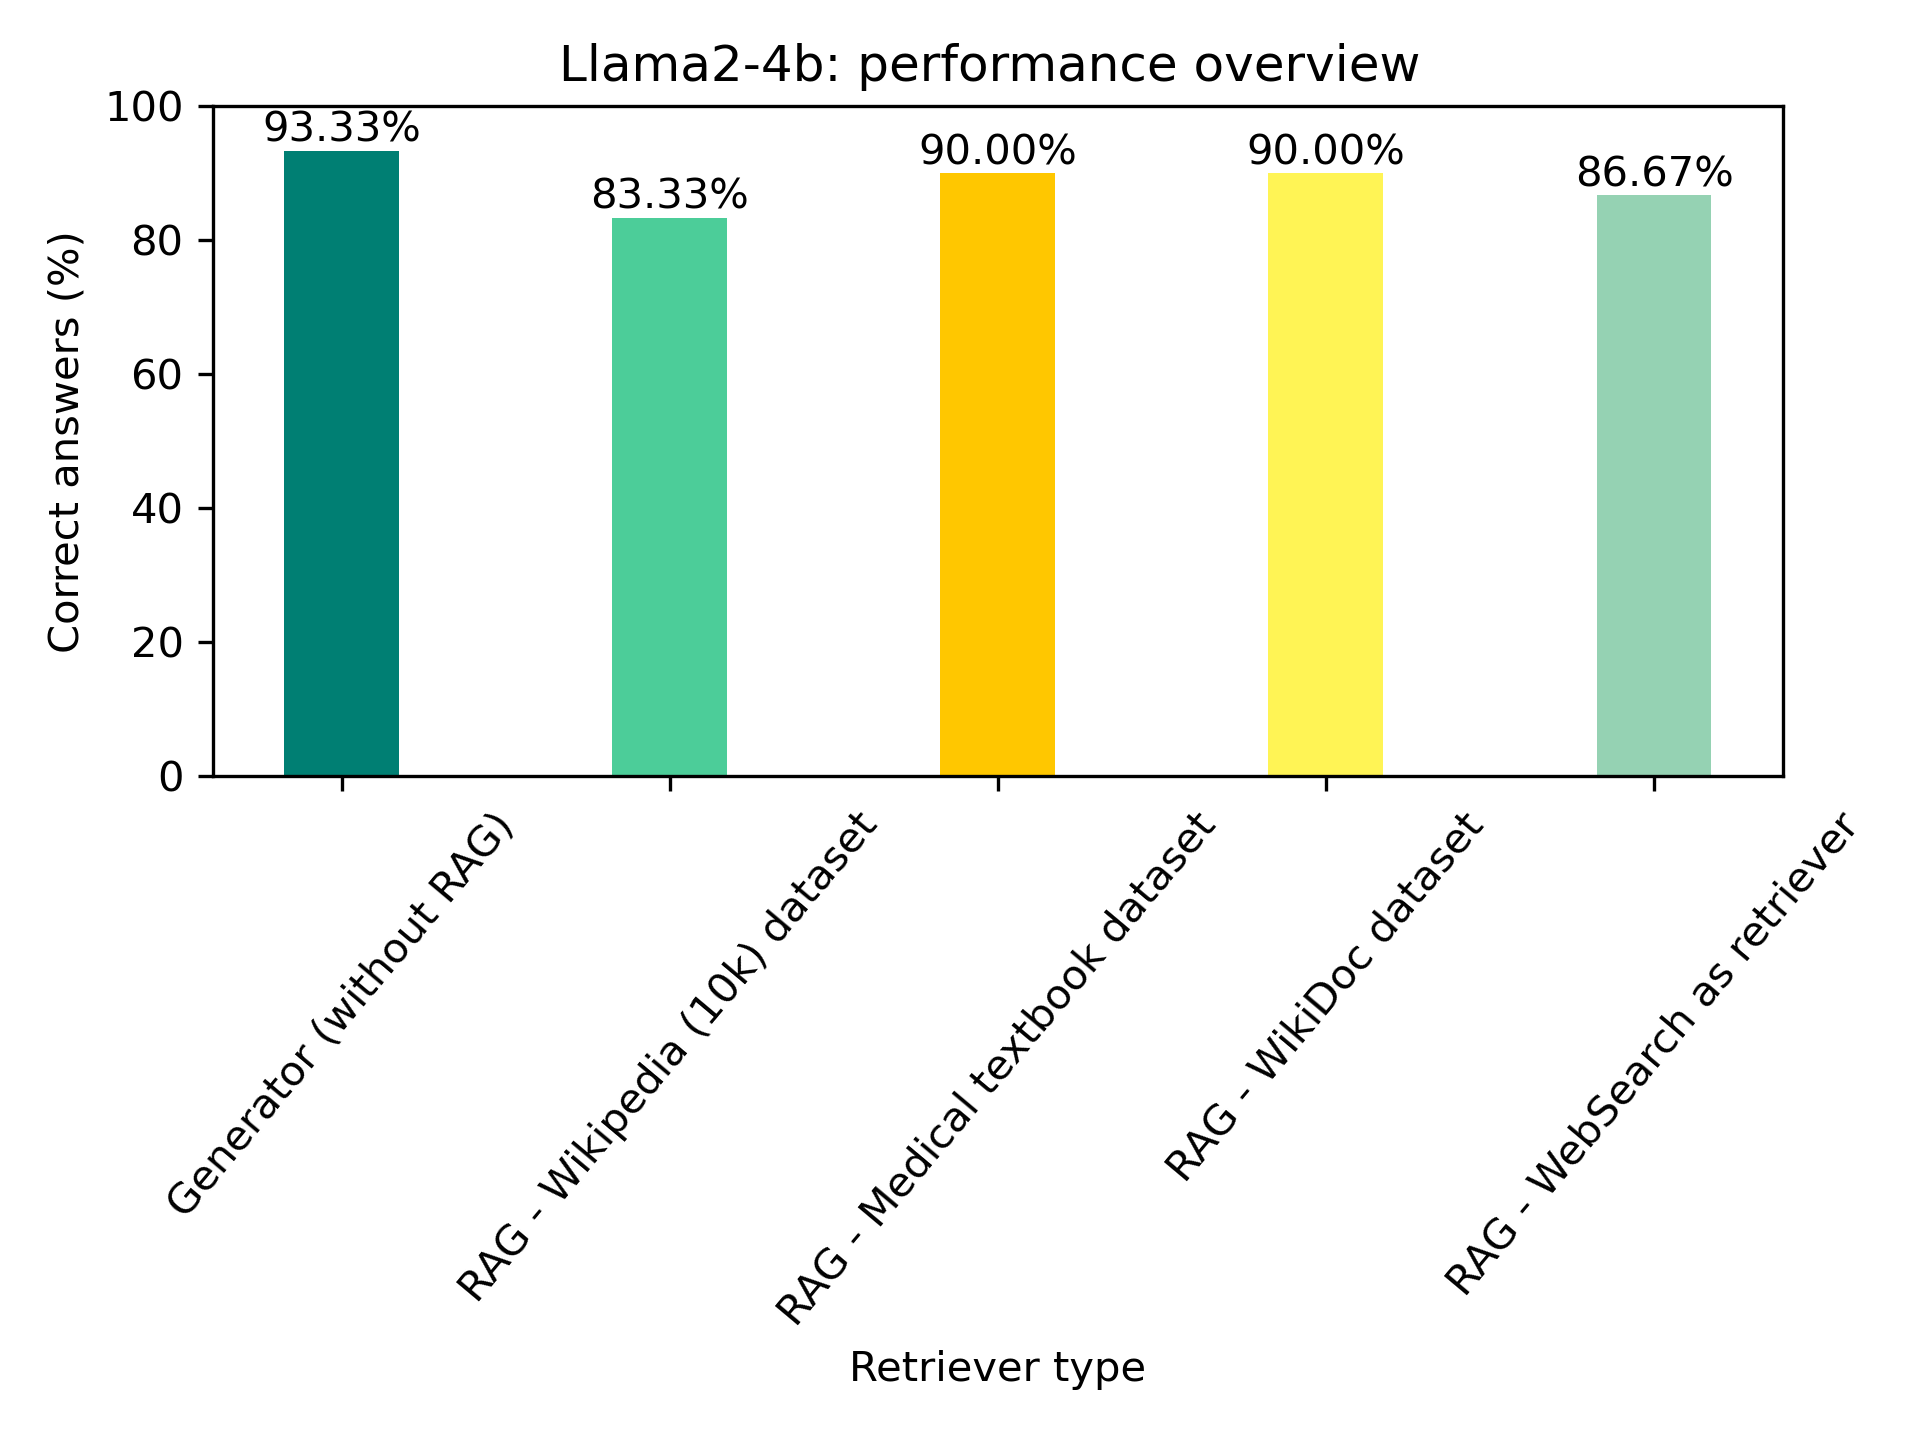 Llama2-4b: performance overview
Correct answers (%)
100
80
60
40
20
0
93.33%
83.33%
90.00%
90.00%
86.67%
Generator (without RAG)
RAG - Wikipedia (10k) dataset
RAG - Medical textbook dataset
RAG - WikiDoc dataset
RAG - WebSearch as retriever
Retriever type